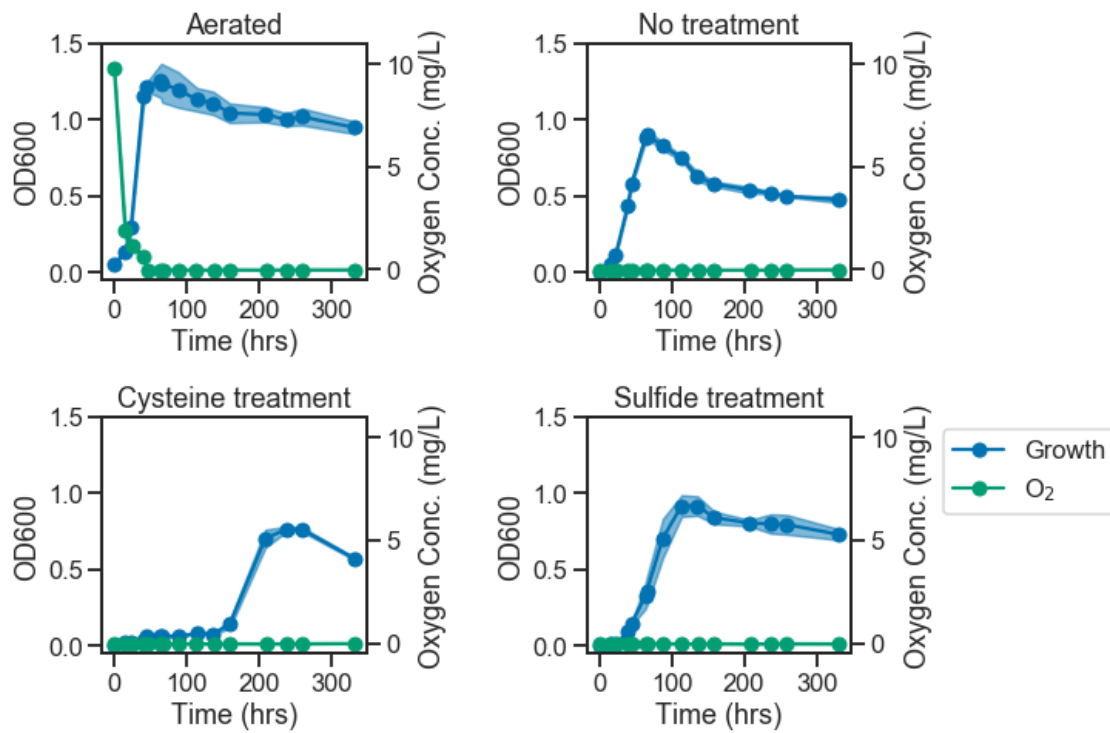 Aerated
1.5
1.0
0.5
0.0
OD600
10
5
0
Oxygen Conc. (mg/L)
0 100 200 300
Time (hrs)
No treatment
1.5
1.0
0.5
0.0
OD600
10
5
0
Oxygen Conc. (mg/L)
0 100 200 300
Time (hrs)
Cysteine treatment
1.5
1.0
0.5
0.0
OD600
10
5
0
Oxygen Conc. (mg/L)
0 100 200 300
Time (hrs)
Sulfide treatment
1.5
1.0
0.5
0.0
OD600
10
5
0
Oxygen Conc. (mg/L)
0 100 200 300
Time (hrs)
Growth
O₂